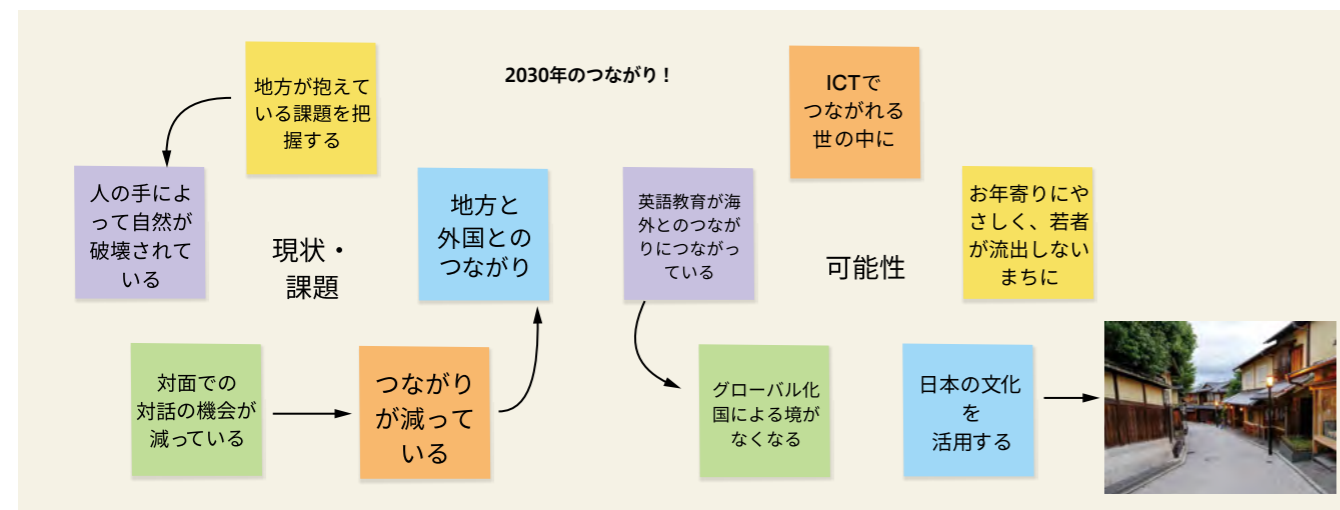 2030年のつながり！
地方が抱えて
いる課題を把
握する
人の手によ
って自然が
破壊されて
いる
現状・
課題
地方と
外国との
つながり
対面での
対話の機会が
減っている
つながり
が減って
いる
ICTで
つながれる
世の中に
英語教育が海
外とのつなが
りにつながっ
ている
可能性
お年寄りにや
さしく、若者
が流出しない
まちに
グローバル化
国による境が
なくなる
日本の文化
を
活用する